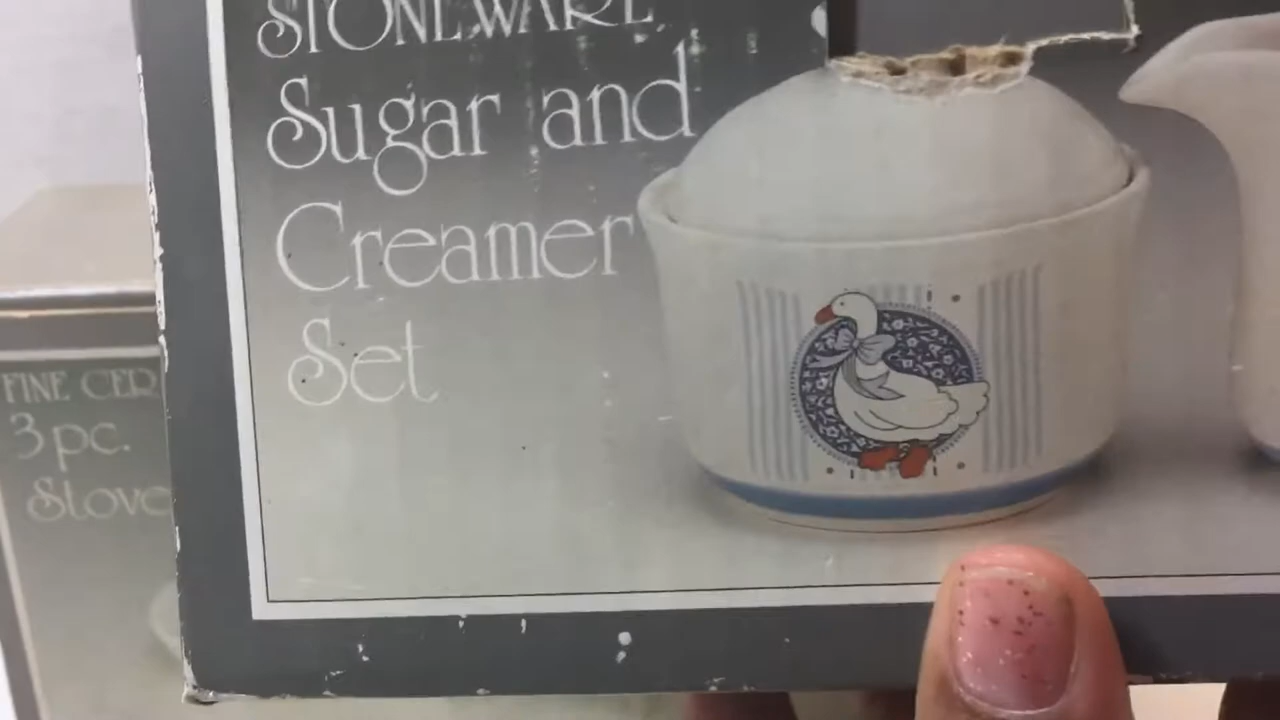 STONEWARE
Sugar and
Creamer
Set
FINE CER
3 pc.
Stove